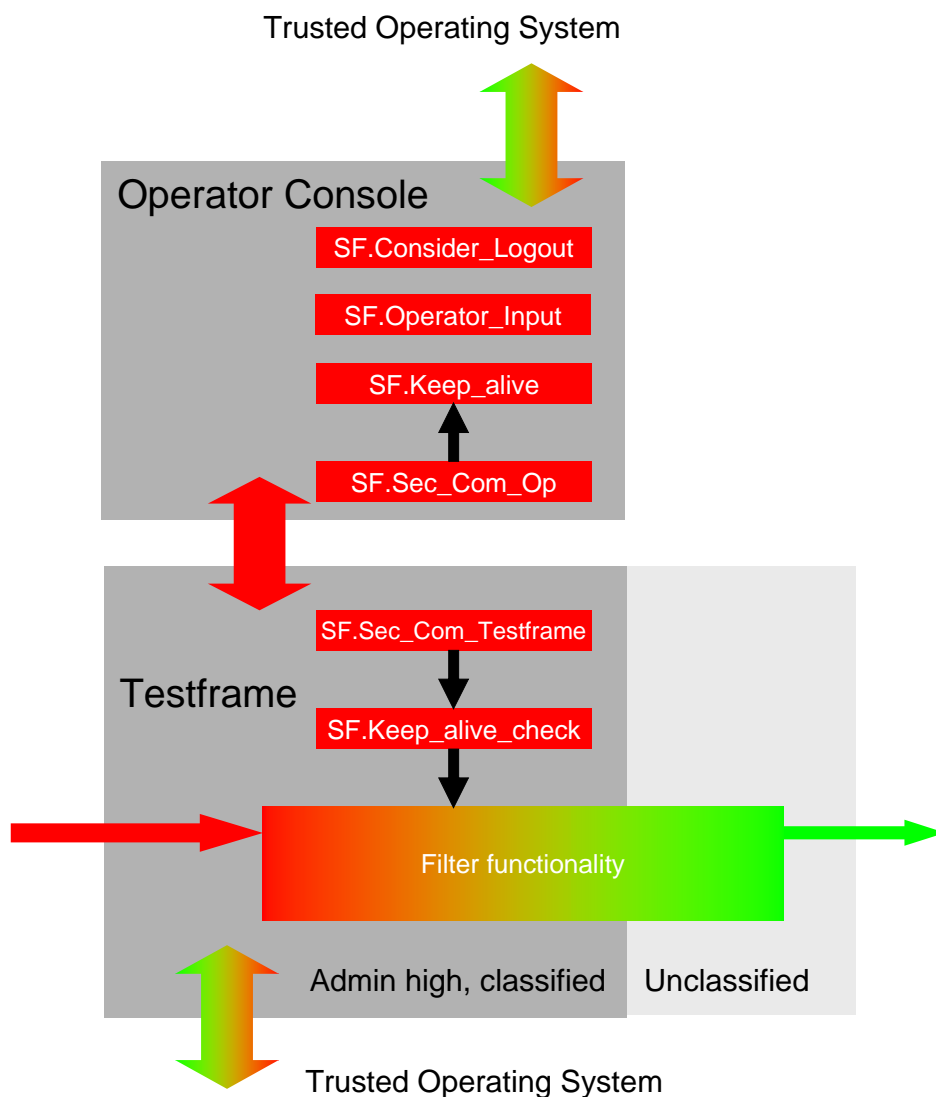 Trusted Operating System
Operator Console
SF.Consider_Logout
SF.Operator_Input
SF.Keep_alive
SF.Sec_Com_Op
SF.Sec_Com_Testframe
Testframe
SF.Keep_alive_check
Filter functionality
Admin high, classified
Unclassified
Trusted Operating System